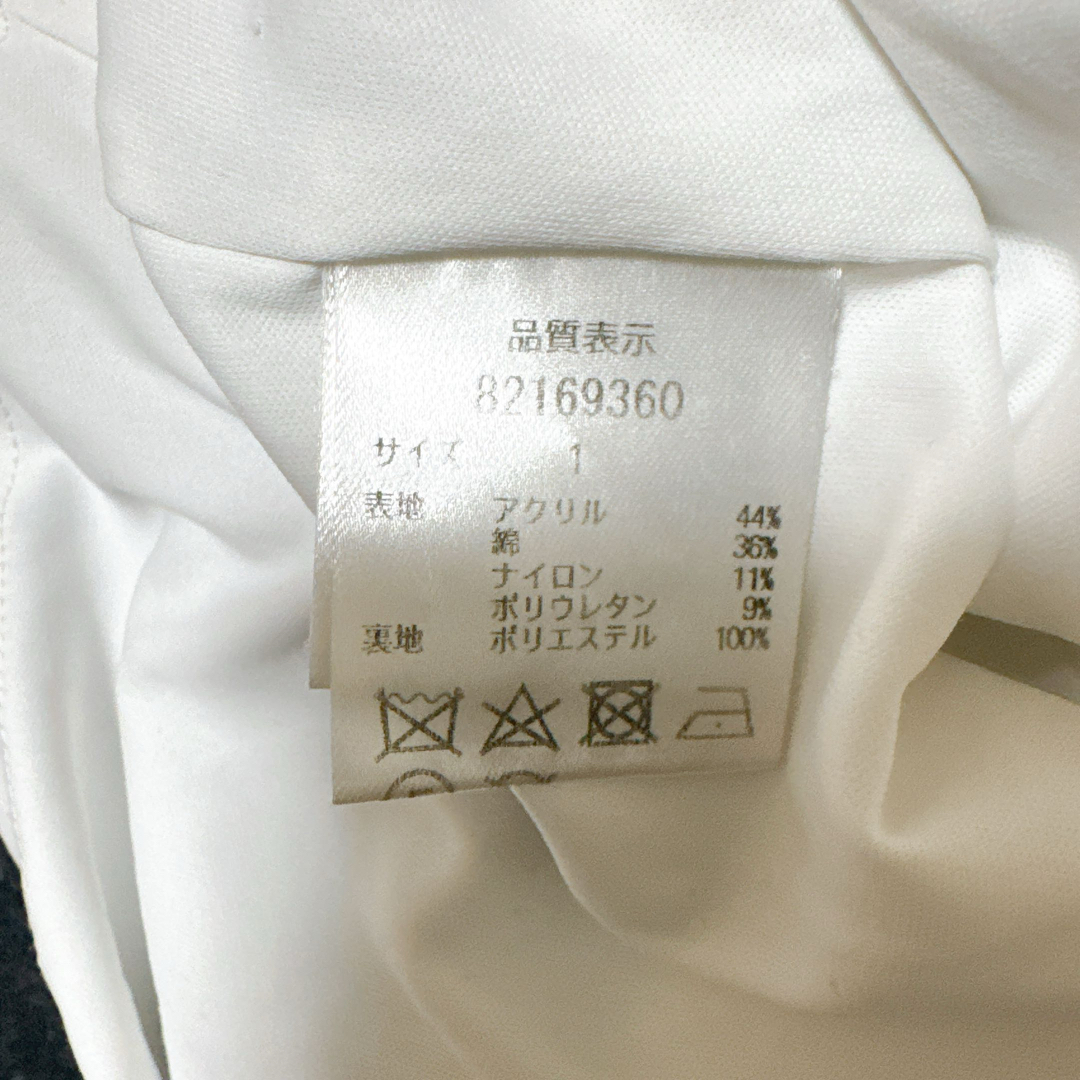 品質表示
82169360
サイズ 1
表地 アクリル 44%
綿 36%
ナイロン 11%
ポリウレタン 9%
裏地 ポリエステル 100%